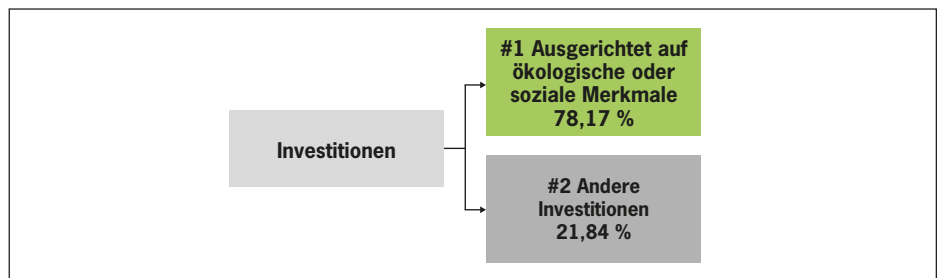 #1 Ausgerichtet auf
ökologische oder
soziale Merkmale
78,17 %
Investitionen
#2 Andere
Investitionen
21,84 %